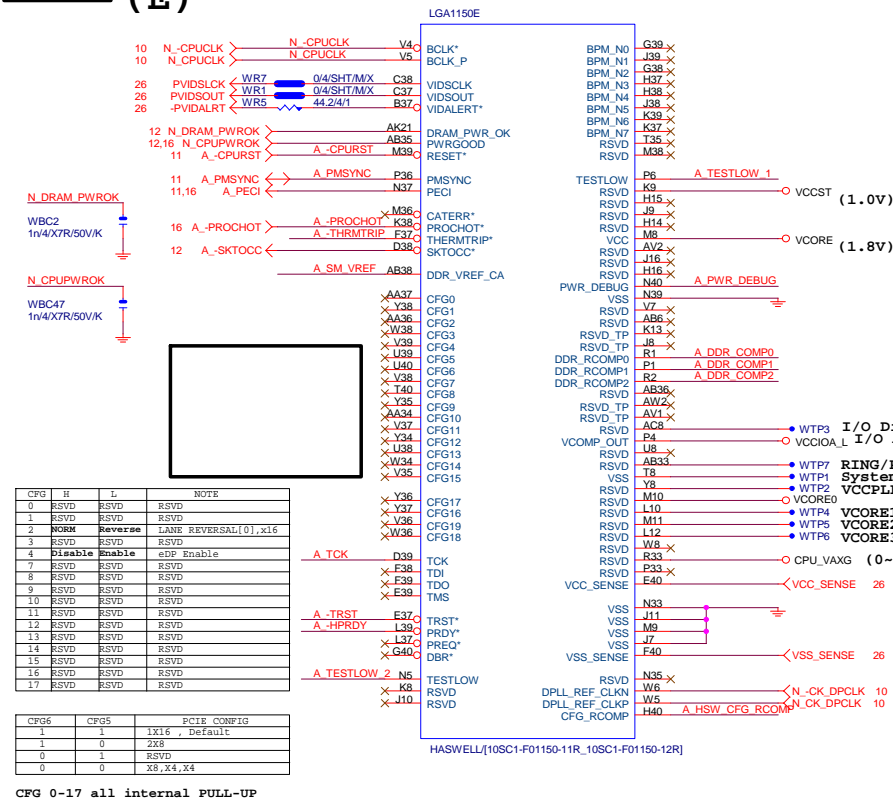 (E)
LGA1150E
10 N_-CPUCLK N_-CPUCLK V4 BCLK* BPM_N0 G39
10 N_CPUCLK N_CPUCLK V5 BCLK_P BPM_N1 J39
BPM_N2 G38
26 PVIDSLCK WR7 0/4/SHT/M/X C38 VIDSCLK BPM_N3 H37
26 PVIDSOUT WR1 0/4/SHT/M/X C37 VIDSOUT BPM_N4 H38
26 -PVIDALRT WR5 44.2/4/1 B37 VIDALERT* BPM_N5 J38
BPM_N6 K39
12 N_DRAM_PWROK AK21 DRAM_PWR_OK BPM_N7 K37
12,16 N_CPUPWROK AB35 PWRGOOD RSVD T35
11 A_-CPURST A_-CPURST M39 RESET* RSVD M38
11 A_PMSYNC A_PMSYNC P36 PMSYNC TESTLOW P6 A_TESTLOW_1
11,16 A_PECI N37 PECI RSVD K9 VCCST (1.0V)
RSVD H15
M36 CATERR* RSVD J9
16 A_-PROCHOT A_-PROCHOT K38 PROCHOT* RSVD H14
A_-THRMTRIP F37 THERMTRIP* VCC M8 VCORE (1.8V)
12 A_-SKTOCC D38 SKTOCC* RSVD AV2
RSVD J16
A_SM_VREF AB38 DDR_VREF_CA RSVD H16
PWR_DEBUG N40 A_PWR_DEBUG
N_DRAM_PWROK
WBC2
1n/4/X7R/50V/K
N_CPUPWROK
WBC47
1n/4/X7R/50V/K
AA37 CFG0 VSS N39
Y38 CFG1 RSVD V7
AA36 CFG2 RSVD AB6
W38 CFG3 RSVD_TP K13
V39 CFG4 RSVD_TP J8
U39 CFG5 DDR_RCOMP0 R1 A_DDR_COMP0
U40 CFG6 DDR_RCOMP1 P1 A_DDR_COMP1
V38 CFG7 DDR_RCOMP2 R2 A_DDR_COMP2
T40 CFG8 RSVD AB36
Y35 CFG9 RSVD_TP AW2
AA34 CFG10 RSVD_TP AV1
V37 CFG11 RSVD AC8 WTP3 I/O
Y34 CFG12 VCOMP_OUT P4 VCCIOA_L I/O
U38 CFG13 RSVD U8
W34 CFG14 RSVD AB33 WTP7
V35 CFG15 VSS T8 WTP1 System
RSVD Y8 WTP2
Y36 CFG17 RSVD M10 VCORE0
Y37 CFG16 RSVD L10 WTP4 VCORE1
V36 CFG19 RSVD M11 WTP5 VCORE2
W36 CFG18 RSVD L12 WTP6 VCORE3
RSVD W8
A_TCK D39 TCK RSVD R33 CPU_VAXG (0~
F38 TDI RSVD P33
F39 TDO VCC_SENSE E40 VCC_SENSE 26
E39 TMS
VSS N33
A_-TRST E37 TRST* VSS J11
A_-HPRDY L39 PRDY* VSS M9
L37 PREQ* VSS J7
G40 DBR* VSS_SENSE F40 VSS_SENSE 26
A_TESTLOW_2 N5 TESTLOW RSVD N35
K8 RSVD DPLL_REF_CLKN W6 N_-CK_DPCLK 10
J10 RSVD DPLL_REF_CLKP W5 N_CK_DPCLK 10
CFG_RCOMP H40 A_HSW_CFG_RCOMP
HASWELL/[10SC1-F01150-11R_10SC1-F01150-12R]
CFG H L NOTE
0 RSVD RSVD RSVD
1 RSVD RSVD RSVD
2 NORM Reverse LANE REVERSAL[0],x16
3 RSVD RSVD RSVD
4 Disable Enable eDP Enable
7 RSVD RSVD RSVD
8 RSVD RSVD RSVD
9 RSVD RSVD RSVD
10 RSVD RSVD RSVD
11 RSVD RSVD RSVD
12 RSVD RSVD RSVD
13 RSVD RSVD RSVD
14 RSVD RSVD RSVD
15 RSVD RSVD RSVD
16 RSVD RSVD RSVD
17 RSVD RSVD RSVD
CFG6 CFG5 PCIE CONFIG
1 1 1X16 , Default
1 0 2X8
0 1 RSVD
0 0 X8,X4,X4
CFG 0-17 all internal PULL-UP